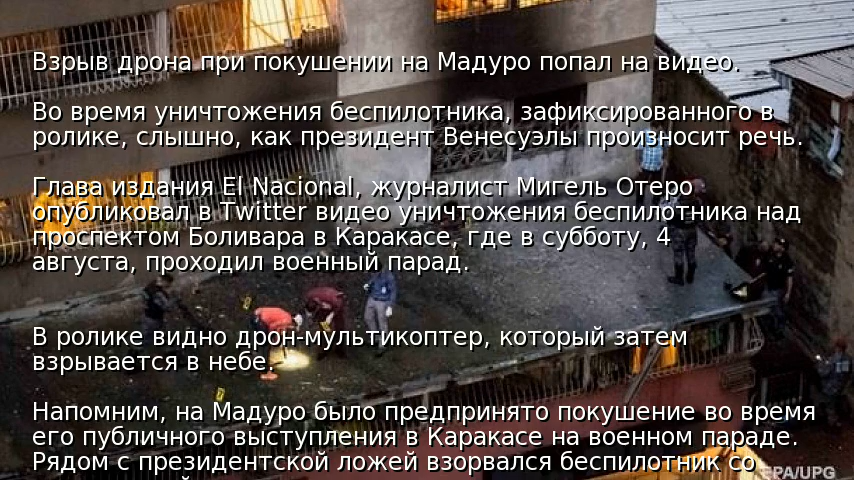 Взрыв дрона при покушении на Мадуро попал на видео.
Во время уничтожения беспилотника, зафиксированного в
ролике, слышно, как президент Венесуэлы произносит речь.
Глава издания El Nacional, журналист Мигель Отеро
опубликовал в Twitter видео уничтожения беспилотника над
проспектом Боливара в Каракасе, где в субботу, 4
августа, проходил военный парад.
В ролике видно дрон-мультикоптер, который затем
взрывается в небе.
Напомним, на Мадуро было предпринято покушение во время
его публичного выступления в Каракасе на военном параде.
Рядом с президентской ложей взорвался беспилотник со
EPA/UPG